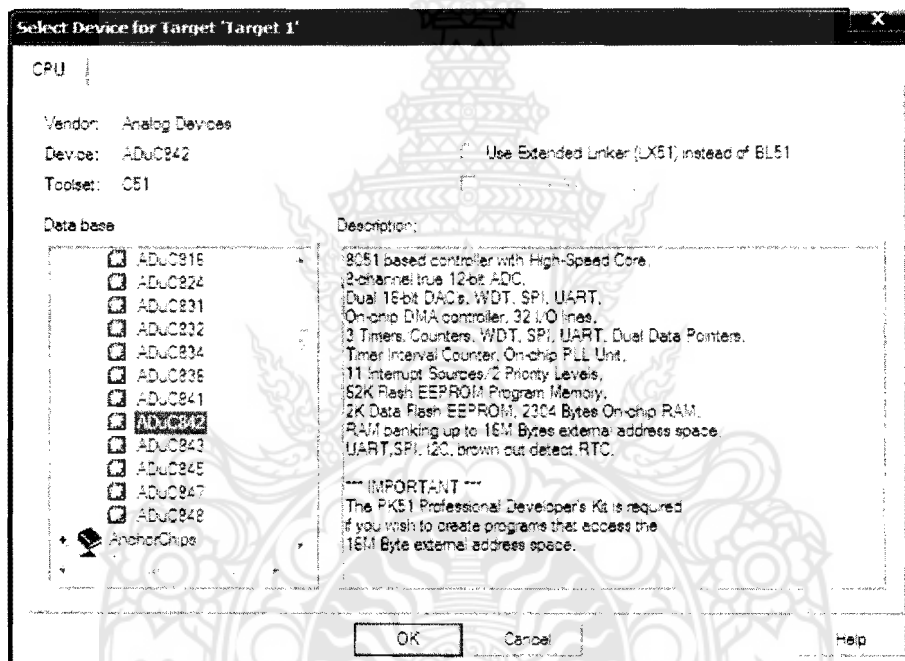 Select Device for Target 'Target 1'
CPU
Vendor: Analog Devices
Device: ADuC842
Use Extended Linker (LX51) instead of BL51
Toolset: C51
Data base
Description:
ADuC816
ADuC824
ADuC831
ADuC832
ADuC834
ADuC836
ADuC841
ADuC842
ADuC843
ADuC845
ADuC847
ADuC848
AnchorChips
8051 based controller with High-Speed Core,
8-channel true 12-bit ADC,
Dual 16-bit DACs, WDT, SPI, UART,
On-chip DMA controller, 32 I/O lines,
3 Timers, Counters, WDT, SPI, UART, Dual Data Pointers,
Timer Interval Counter, On-chip PLL Unit,
11 Interrupt Sources/2 Priority Levels,
62K Flash EEPROM Program Memory,
2K Data Flash EEPROM, 2304 Bytes On-chip RAM,
RAM banking up to 16M Bytes external address space,
UART,SPI, I2C, brown out detect,RTC.
*** IMPORTANT ***
The PK51 Professional Developer's Kit is required
if you wish to create programs that access the
16M Byte external address space.
OK
Cancel
Help